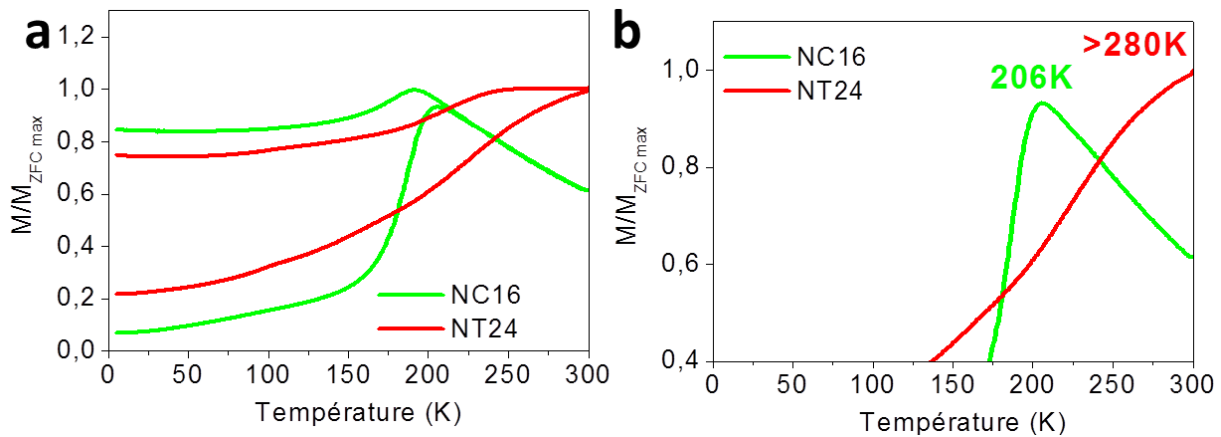 a
1,2
1,0
0,8
0,6
0,4
0,2
0,0
M/M ZFC max
NC16
NT24
0 50 100 150 200 250 300
Température (K)
b
NC16
NT24
206K
>280K
1,0
0,8
0,6
0,4
M/M ZFC max
0 50 100 150 200 250 300
Température (K)